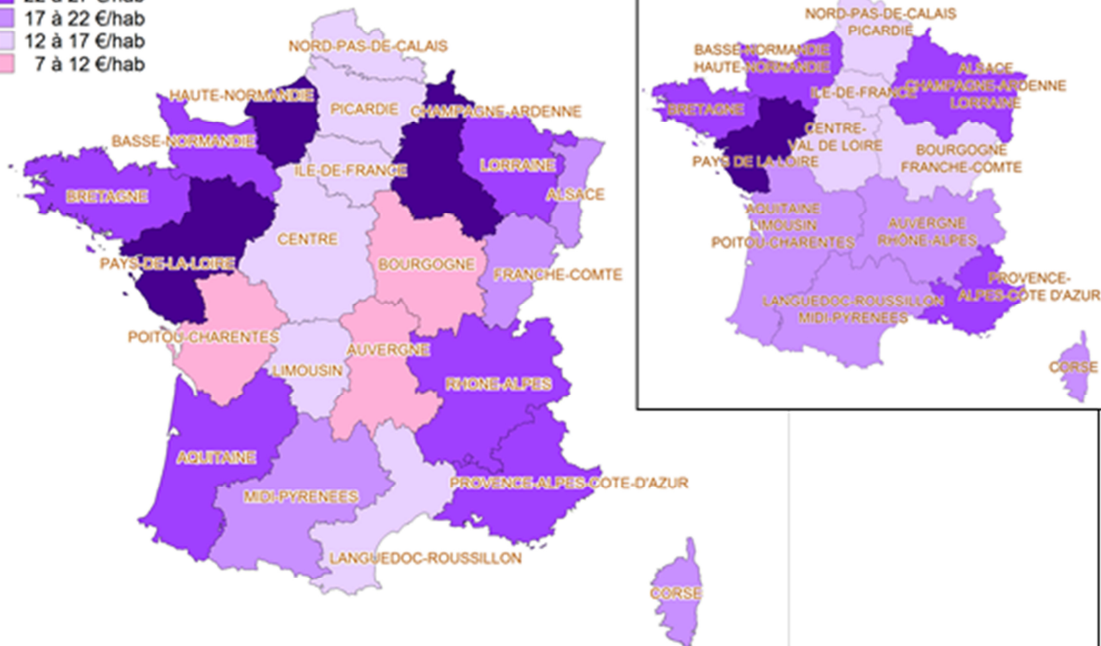 17 à 22 €/hab
12 à 17 €/hab
7 à 12 €/hab
NORD-PAS-DE-CALAIS
HAUTE-NORMANDIE
PICARDIE
CHAMPAGNE-ARDENNE
BASSE-NORMANDIE
ILE-DE-FRANCE
LORRAINE
BRETAGNE
ALSACE
CENTRE
PAYS-DE-LA-LOIRE
BOURGOGNE
FRANCHE-COMTE
POITOU-CHARENTES
AUVERGNE
LIMOUSIN
RHONE-ALPES
AQUITAINE
MIDI-PYRENEES
PROVENCE-ALPES-COTE-D'AZUR
LANGUEDOC-ROUSSILLON
CORSE
NORD-PAS-DE-CALAIS
PICARDIE
BASSE-NORMANDIE
HAUTE-NORMANDIE
ALSACE
CHAMPAGNE-ARDENNE
LORRAINE
ILE-DE-FRANCE
BRETAGNE
CENTRE-
VAL DE LOIRE
PAYS DE LA LOIRE
BOURGOGNE
FRANCHE-COMTE
AQUITAINE
LIMOUSIN
POITOU-CHARENTES
AUVERGNE
RHÔNE-ALPES
PROVENCE-
ALPES-CÔTE D'AZUR
LANGUEDOC-ROUSSILLON
MIDI-PYRENEES
CORSE